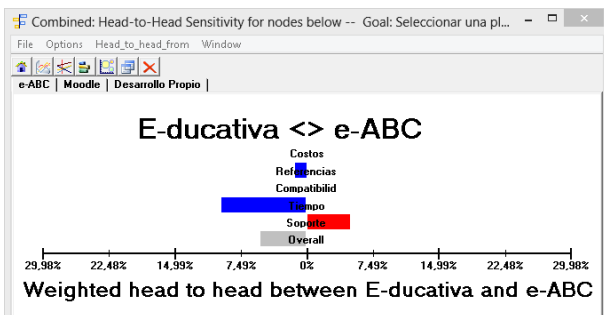 Combined: Head-to-Head Sensitivity for nodes below -- Goal: Seleccionar una pl...
File Options Head_to_head_from Window
e-ABC | Moodle | Desarrollo Propio |
E-ducativa <> e-ABC
Costos
Referencias
Compatibilid
Tiempo
Soporte
Overall
29,98% 22,48% 14,99% 7,49% 0% 7,49% 14,99% 22,48% 29,98%
Weighted head to head between E-ducativa and e-ABC